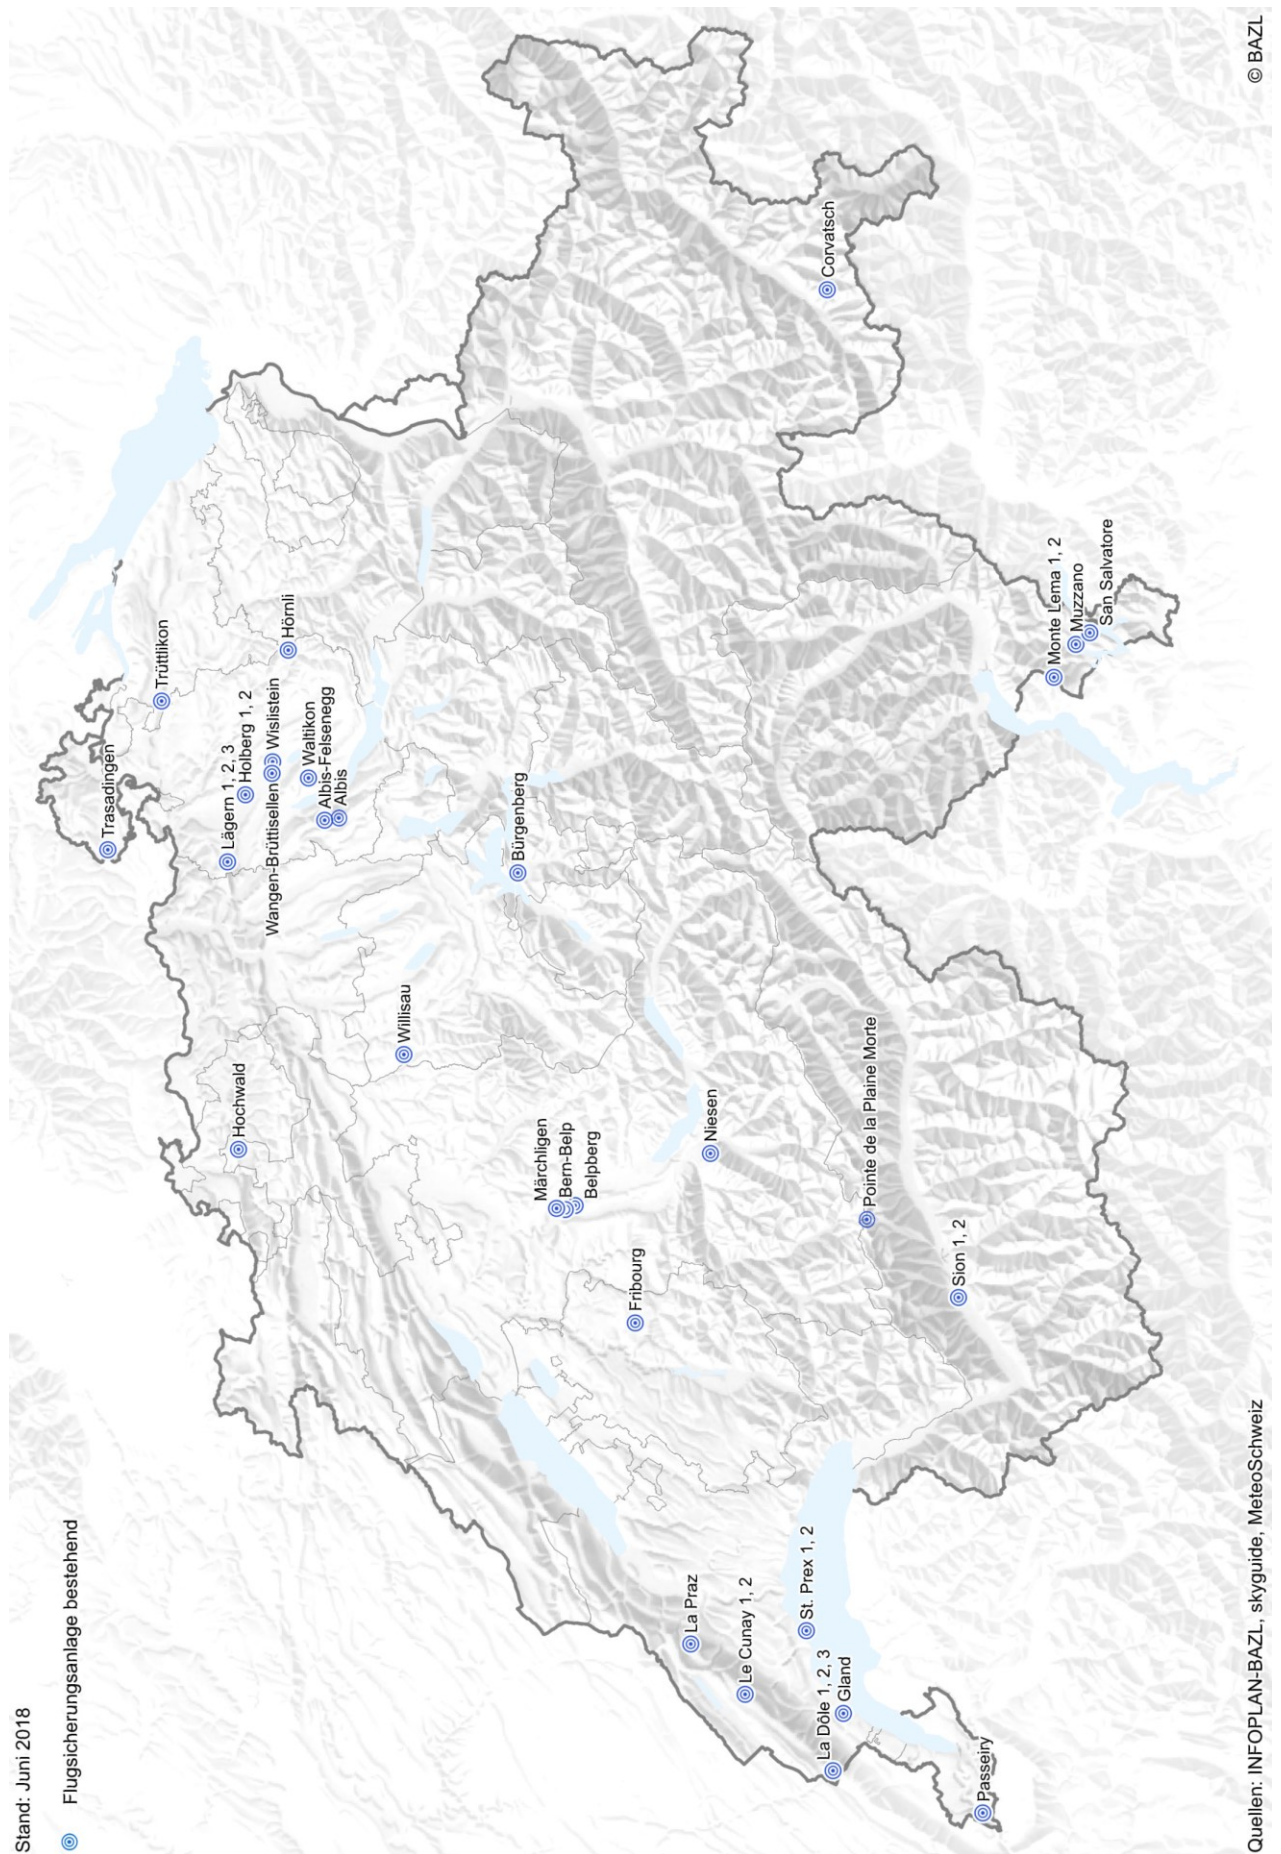 Stand: Juni 2018
Flugsicherungsanlage bestehend
Trasadingen
Trüttlikon
Hochwald
Lägern 1, 2, 3
Holberg 1, 2
Wangen-Brüttisellen
Wislistein
Hörnli
Waltikon
Albis-Felsenegg
Albis
Willisau
Bürgenberg
Märchligen
Bern-Belp
Belpberg
Fribourg
Niesen
La Praz
Le Cunay 1, 2
St. Prex 1, 2
La Dôle 1, 2, 3
Gland
Passeiry
Pointe de la Plaine Morte
Sion 1, 2
Corvatsch
Monte Lema 1, 2
Muzzano
San Salvatore
Quellen: INFOPLAN-BAZL, skyguide, MeteoSchweiz
© BAZL